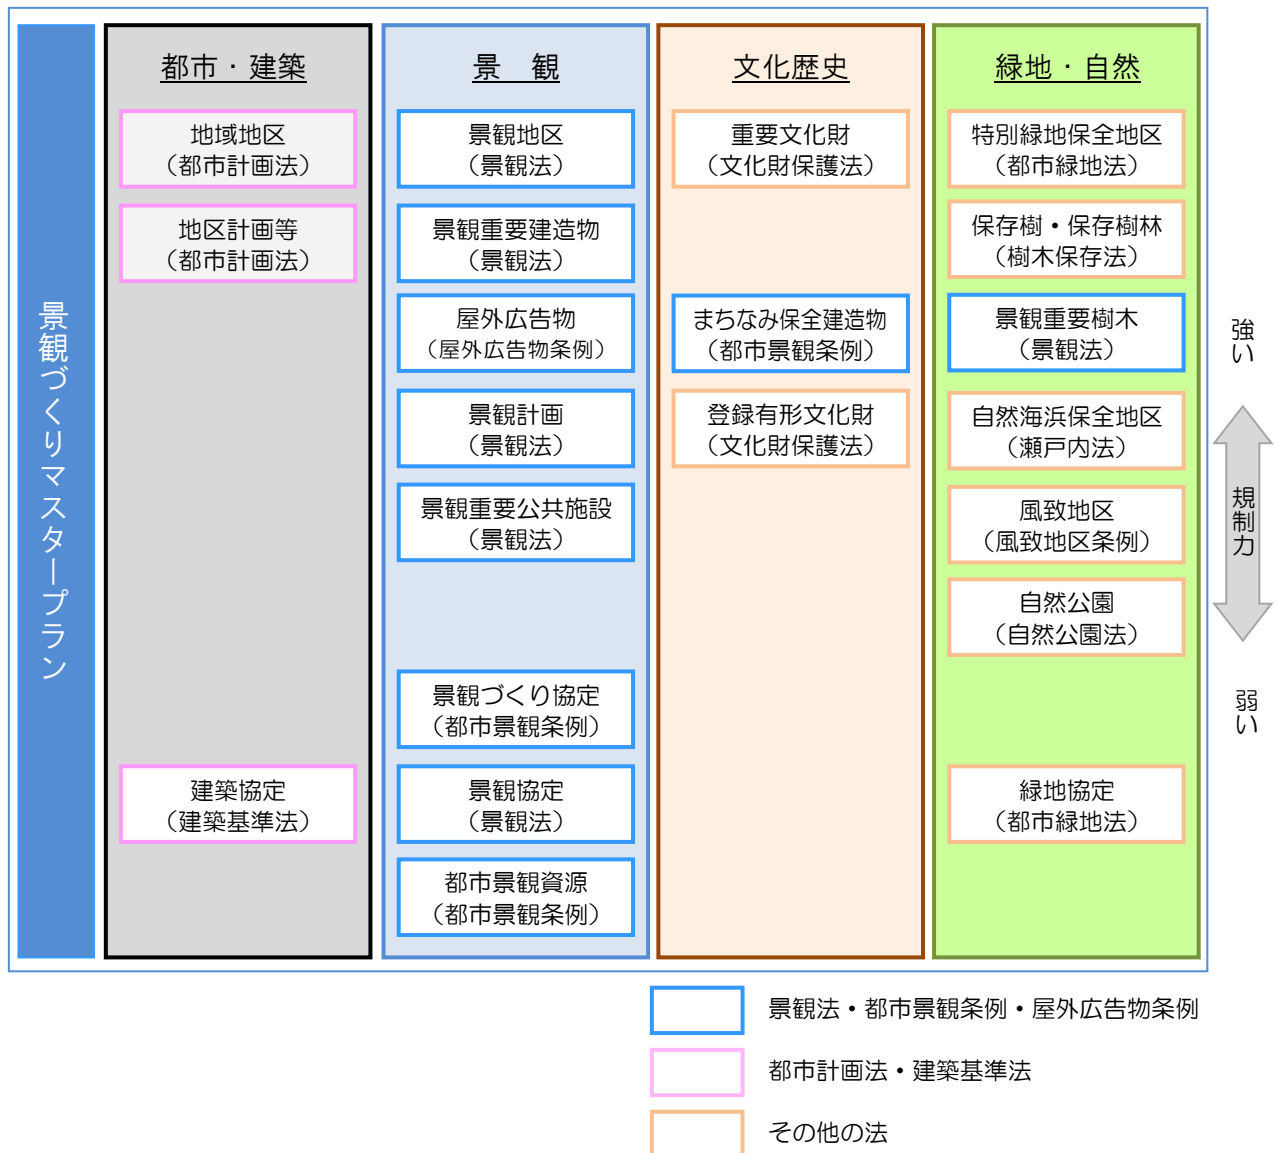 景観づくりマスタープラン
都市・建築
地域地区
（都市計画法）
地区計画等
（都市計画法）
建築協定
（建築基準法）
景　観
景観地区
（景観法）
景観重要建造物
（景観法）
屋外広告物
（屋外広告物条例）
景観計画
（景観法）
景観重要公共施設
（景観法）
景観づくり協定
（都市景観条例）
景観協定
（景観法）
都市景観資源
（都市景観条例）
文化歴史
重要文化財
（文化財保護法）
まちなみ保全建造物
（都市景観条例）
登録有形文化財
（文化財保護法）
緑地・自然
特別緑地保全地区
（都市緑地法）
保存樹・保存樹林
（樹木保存法）
景観重要樹木
（景観法）
自然海浜保全地区
（瀬戸内法）
風致地区
（風致地区条例）
自然公園
（自然公園法）
緑地協定
（都市緑地法）
強い
規制力
弱い
景観法・都市景観条例・屋外広告物条例
都市計画法・建築基準法
その他の法